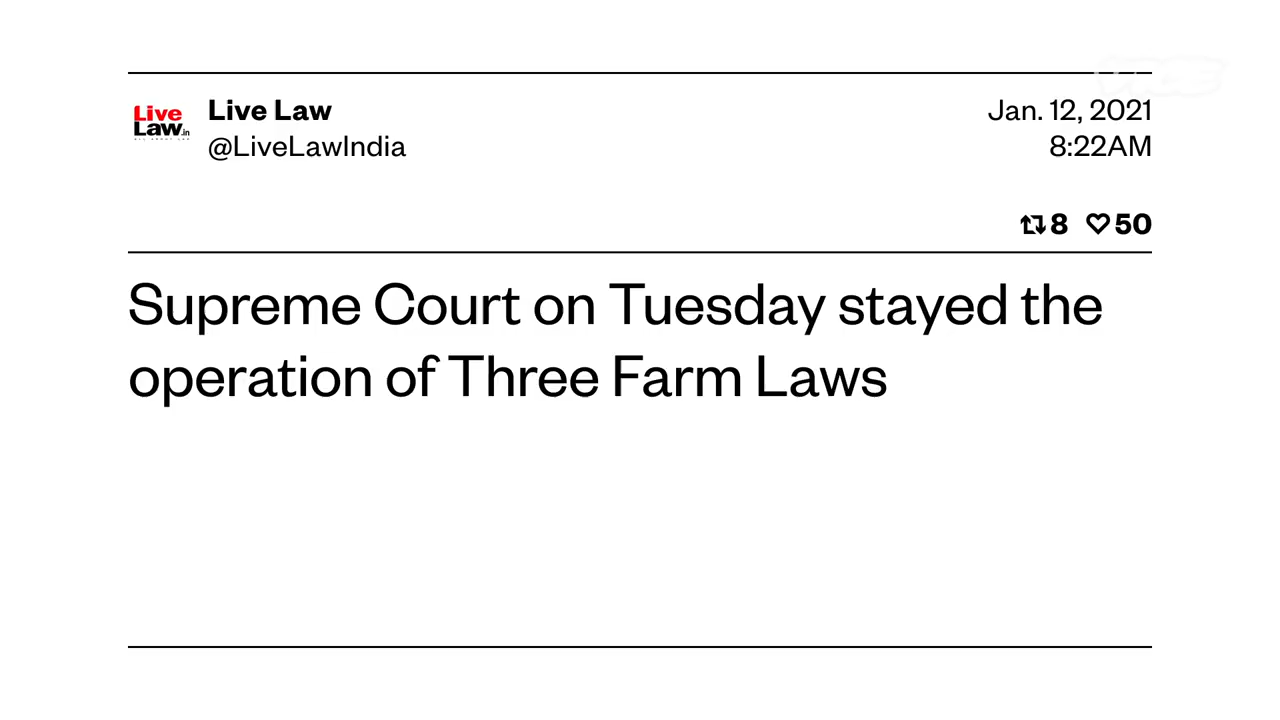 VICE
Live Law.in
Live Law
@LiveLawIndia
Jan. 12, 2021
8:22AM
8 50
Supreme Court on Tuesday stayed the
operation of Three Farm Laws